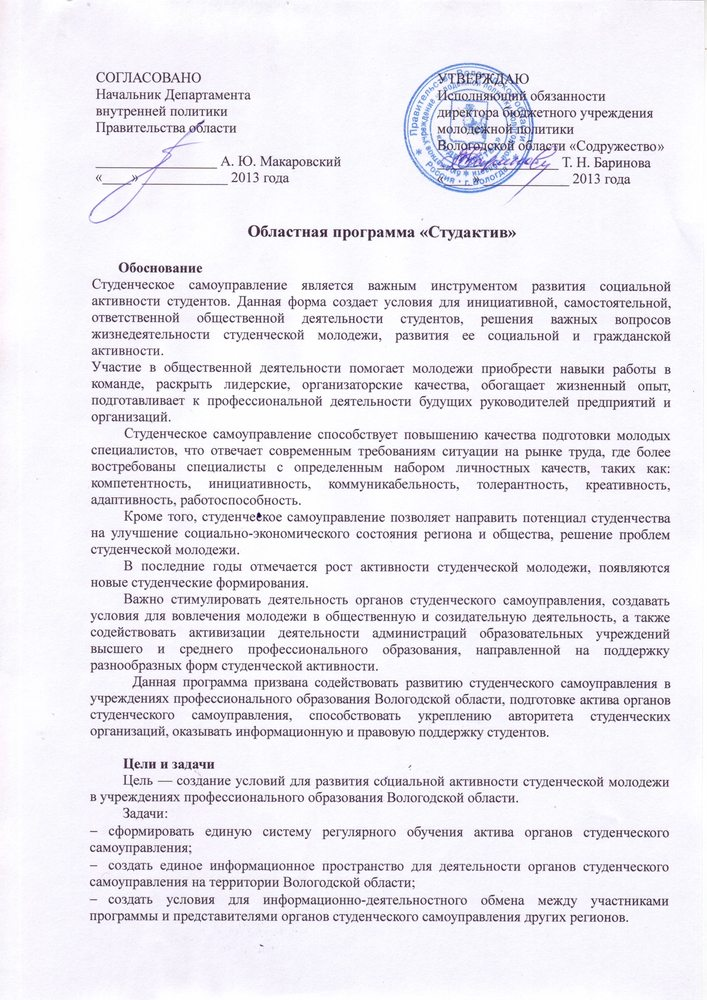 СОГЛАСОВАНО
Начальник Департамента
внутренней политики
Правительства области
_________________ А. Ю. Макаровский
«____» ____________ 2013 года
УТВЕРЖДАЮ
Исполняющий обязанности
директора бюджетного учреждения
молодежной политики
Вологодской области «Содружество»
_________________ Т. Н. Баринова
«____» ____________ 2013 года
Областная программа «Студактив»
Обоснование
Студенческое самоуправление является важным инструментом развития социальной
активности студентов. Данная форма создает условия для инициативной, самостоятельной,
ответственной общественной деятельности студентов, решения важных вопросов
жизнедеятельности студенческой молодежи, развития ее социальной и гражданской
активности.
Участие в общественной деятельности помогает молодежи приобрести навыки работы в
команде, раскрыть лидерские, организаторские качества, обогащает жизненный опыт,
подготавливает к профессиональной деятельности будущих руководителей предприятий и
организаций.
Студенческое самоуправление способствует повышению качества подготовки молодых
специалистов, что отвечает современным требованиям ситуации на рынке труда, где более
востребованы специалисты с определенным набором личностных качеств, таких как:
компетентность, инициативность, коммуникабельность, толерантность, креативность,
адаптивность, работоспособность.
Кроме того, студенческое самоуправление позволяет направить потенциал студенчества
на улучшение социально-экономического состояния региона и общества, решение проблем
студенческой молодежи.
В последние годы отмечается рост активности студенческой молодежи, появляются
новые студенческие формирования.
Важно стимулировать деятельность органов студенческого самоуправления, создавать
условия для вовлечения молодежи в общественную и созидательную деятельность, а также
содействовать активизации деятельности администраций образовательных учреждений
высшего и среднего профессионального образования, направленной на поддержку
разнообразных форм студенческой активности.
Данная программа призвана содействовать развитию студенческого самоуправления в
учреждениях профессионального образования Вологодской области, подготовке актива органов
студенческого самоуправления, способствовать укреплению авторитета студенческих
организаций, оказывать информационную и правовую поддержку студентов.
Цели и задачи
Цель — создание условий для развития социальной активности студенческой молодежи
в учреждениях профессионального образования Вологодской области.
Задачи:
– сформировать единую систему регулярного обучения актива органов студенческого
самоуправления;
– создать единое информационное пространство для деятельности органов студенческого
самоуправления на территории Вологодской области;
– создать условия для информационно-деятельностного обмена между участниками
программы и представителями органов студенческого самоуправления других регионов.